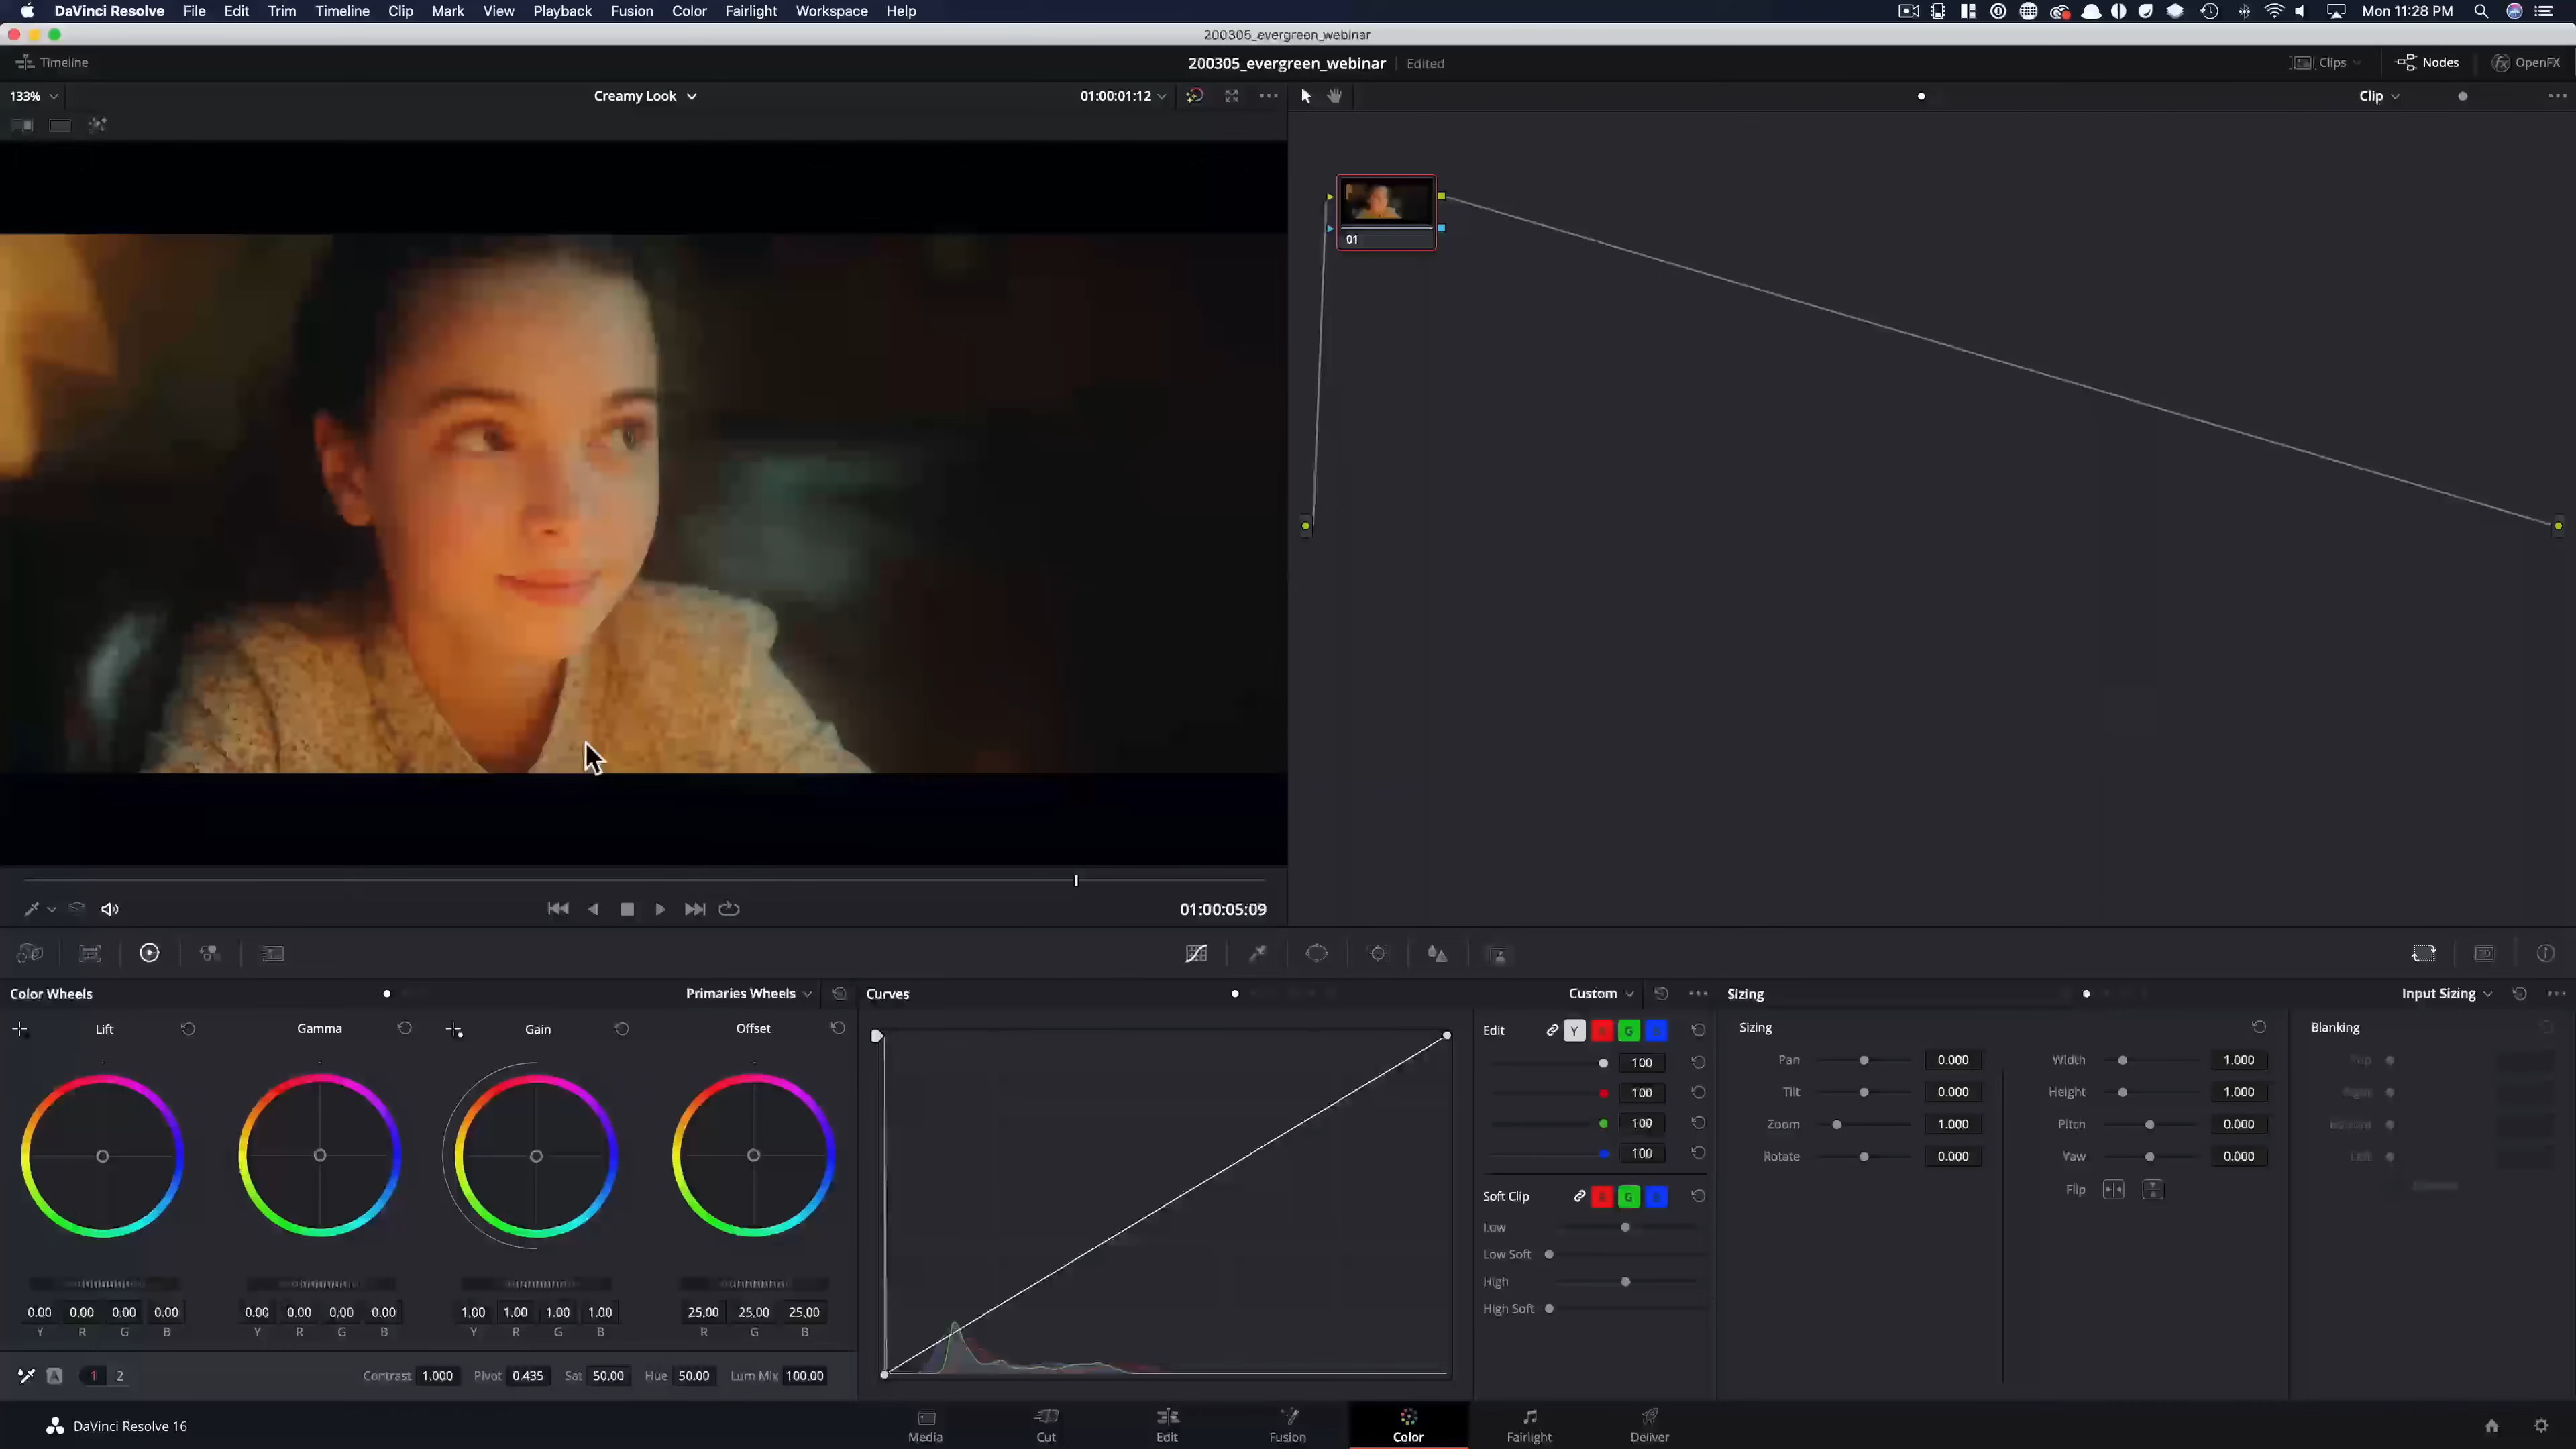 DaVinci Resolve File Edit Trim Timeline Clip Mark View Playback Fusion Color Fairlight Workspace Help Mon 11:28 PM
200305_evergreen_webinar
Timeline 200305_evergreen_webinar Edited Clips Nodes OpenFX
133% Creamy Look 01:00:01:12 Clip
01
01:00:05:09
Color Wheels Primaries Wheels Curves Custom Sizing Input Sizing
Lift Gamma Gain Offset Edit Y G Sizing Blanking
100 Pan 0.000 Width 1.000
100 Tilt 0.000 Height 1.000
100 Zoom 1.000 Pitch 0.000
100 Rotate 0.000 Yaw 0.000
Soft Clip G Flip
Low
Low Soft
High
High Soft
0.00 0.00 0.00 0.00 0.00 0.00 0.00 0.00 1.00 1.00 1.00 1.00 25.00 25.00 25.00
Y R G B Y R G B Y R G B R G B
A 1 2 Contrast 1.000 Pivot 0.435 Sat 50.00 Hue 50.00 Lum Mix 100.00
DaVinci Resolve 16 Media Cut Edit Fusion Color Fairlight Deliver